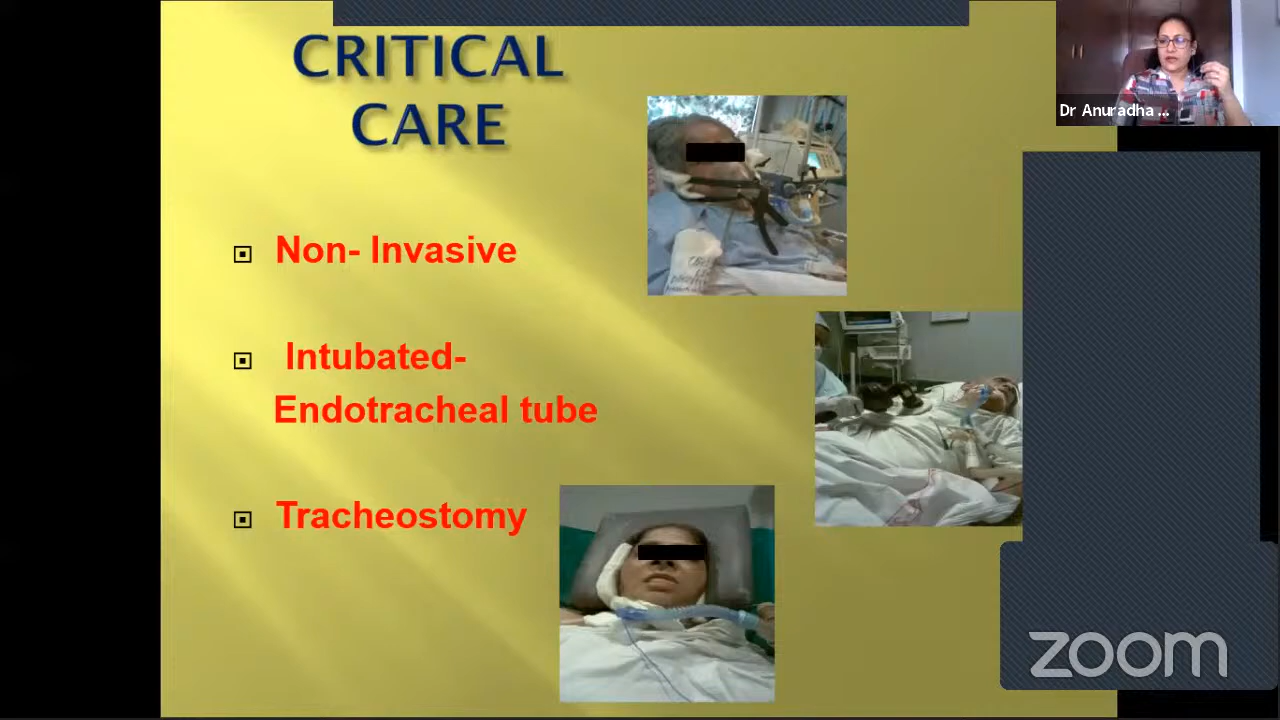 CRITICAL
CARE
Dr Anuradha ...
Non- Invasive
Intubated-
Endotracheal tube
Tracheostomy
zoom